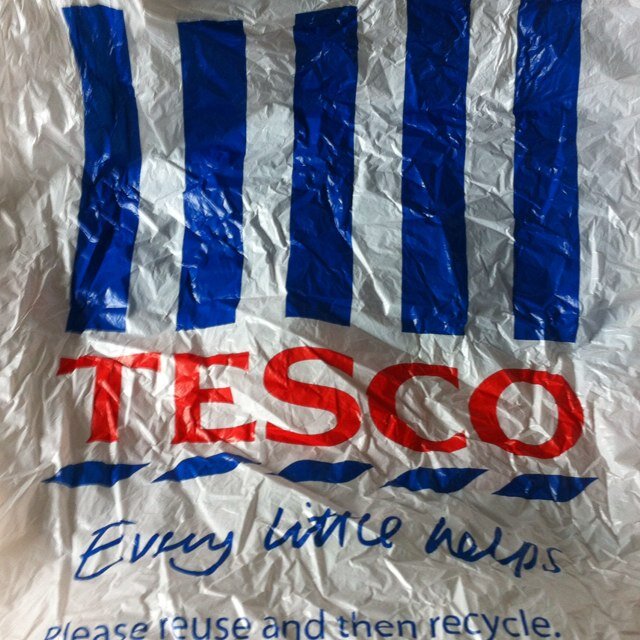 TESCO
Every little helps
Please reuse and then recycle.